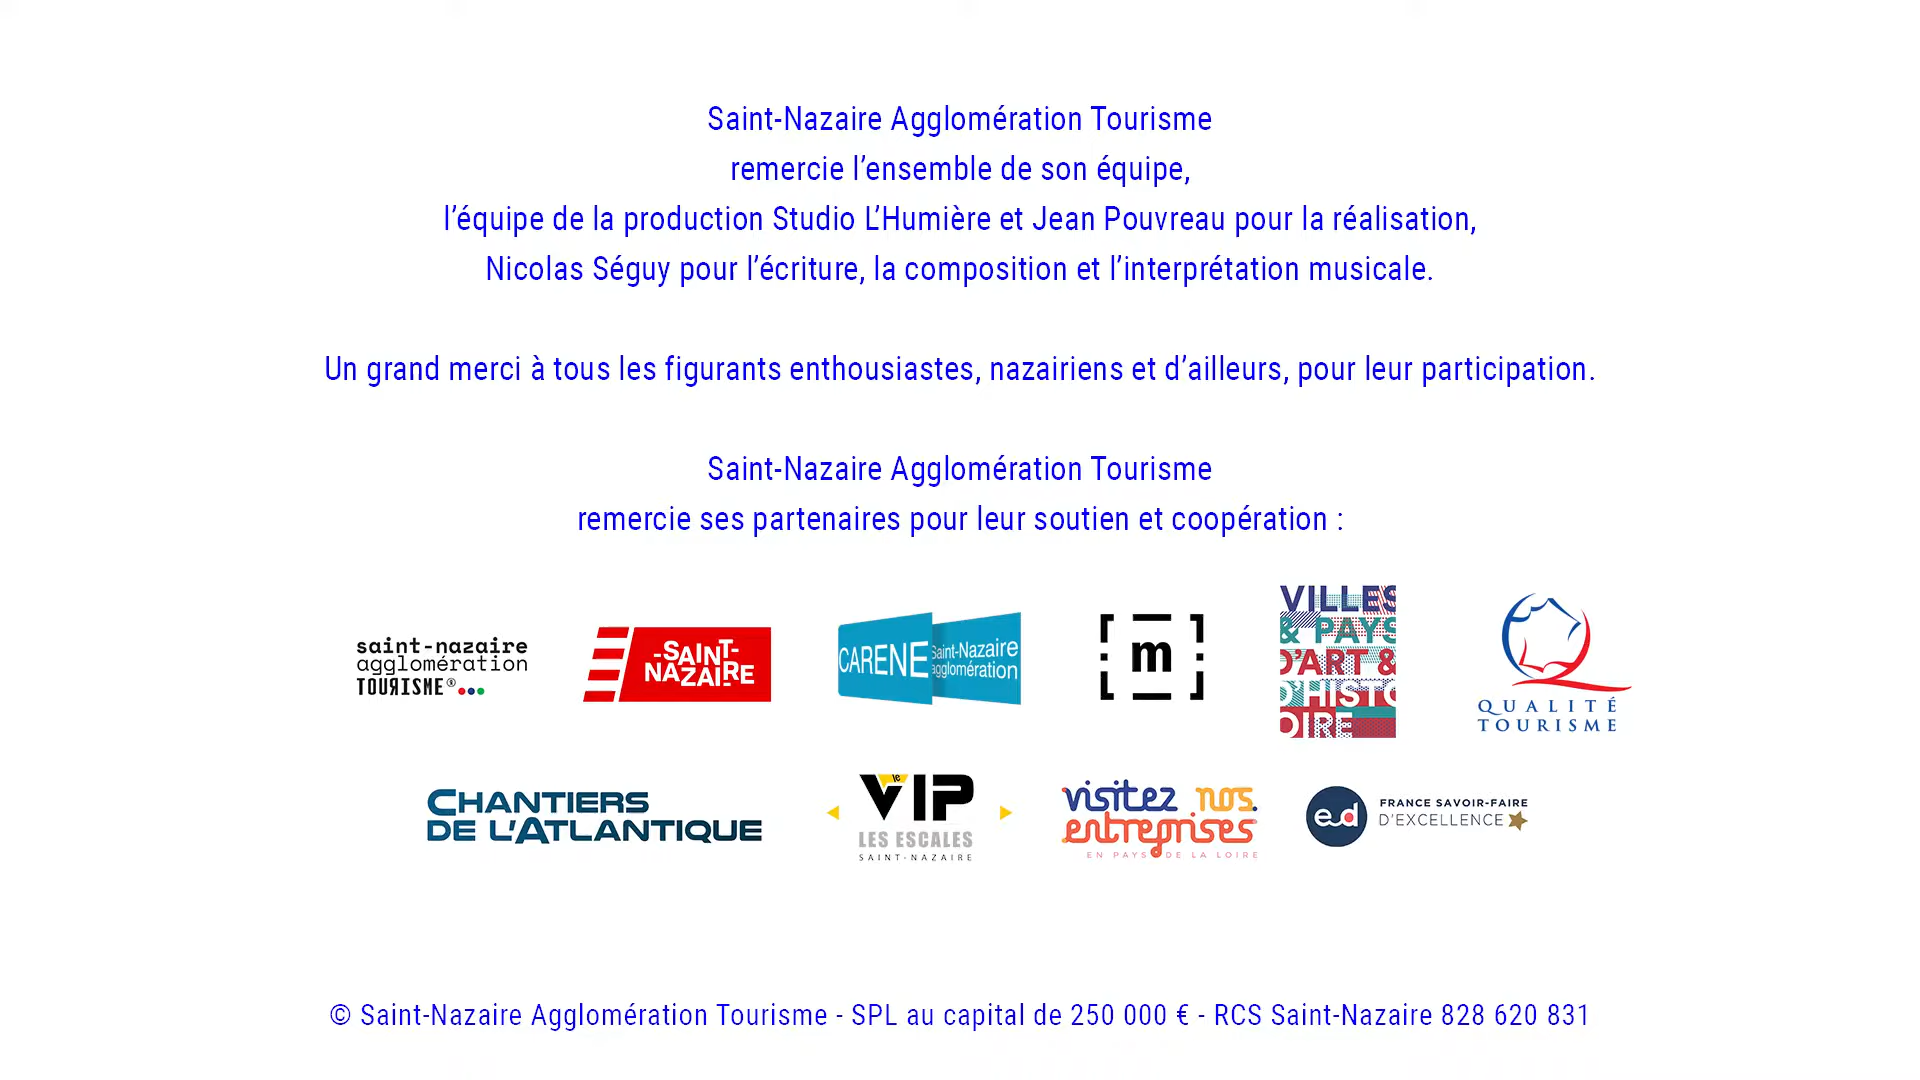 Saint-Nazaire Agglomération Tourisme
remercie l’ensemble de son équipe,
l’équipe de la production Studio L’Humière et Jean Pouvreau pour la réalisation,
Nicolas Séguy pour l’écriture, la composition et l’interprétation musicale.
Un grand merci à tous les figurants enthousiastes, nazairiens et d’ailleurs, pour leur participation.
Saint-Nazaire Agglomération Tourisme
remercie ses partenaires pour leur soutien et coopération :
saint-nazaire
agglomération
TOURISME
-SAINT-
NAZAIRE
CARENE
Saint-Nazaire
agglomération
[m]
VILLES
& PAYS
D’ART &
D’HISTO
OIRE
QUALITÉ
TOURISME
CHANTIERS
DE L’ATLANTIQUE
le
VIP
LES ESCALES
SAINT-NAZAIRE
visitez nos
entreprises
EN PAYS DE LA LOIRE
eud
FRANCE SAVOIR-FAIRE
D’EXCELLENCE
© Saint-Nazaire Agglomération Tourisme - SPL au capital de 250 000 € - RCS Saint-Nazaire 828 620 831